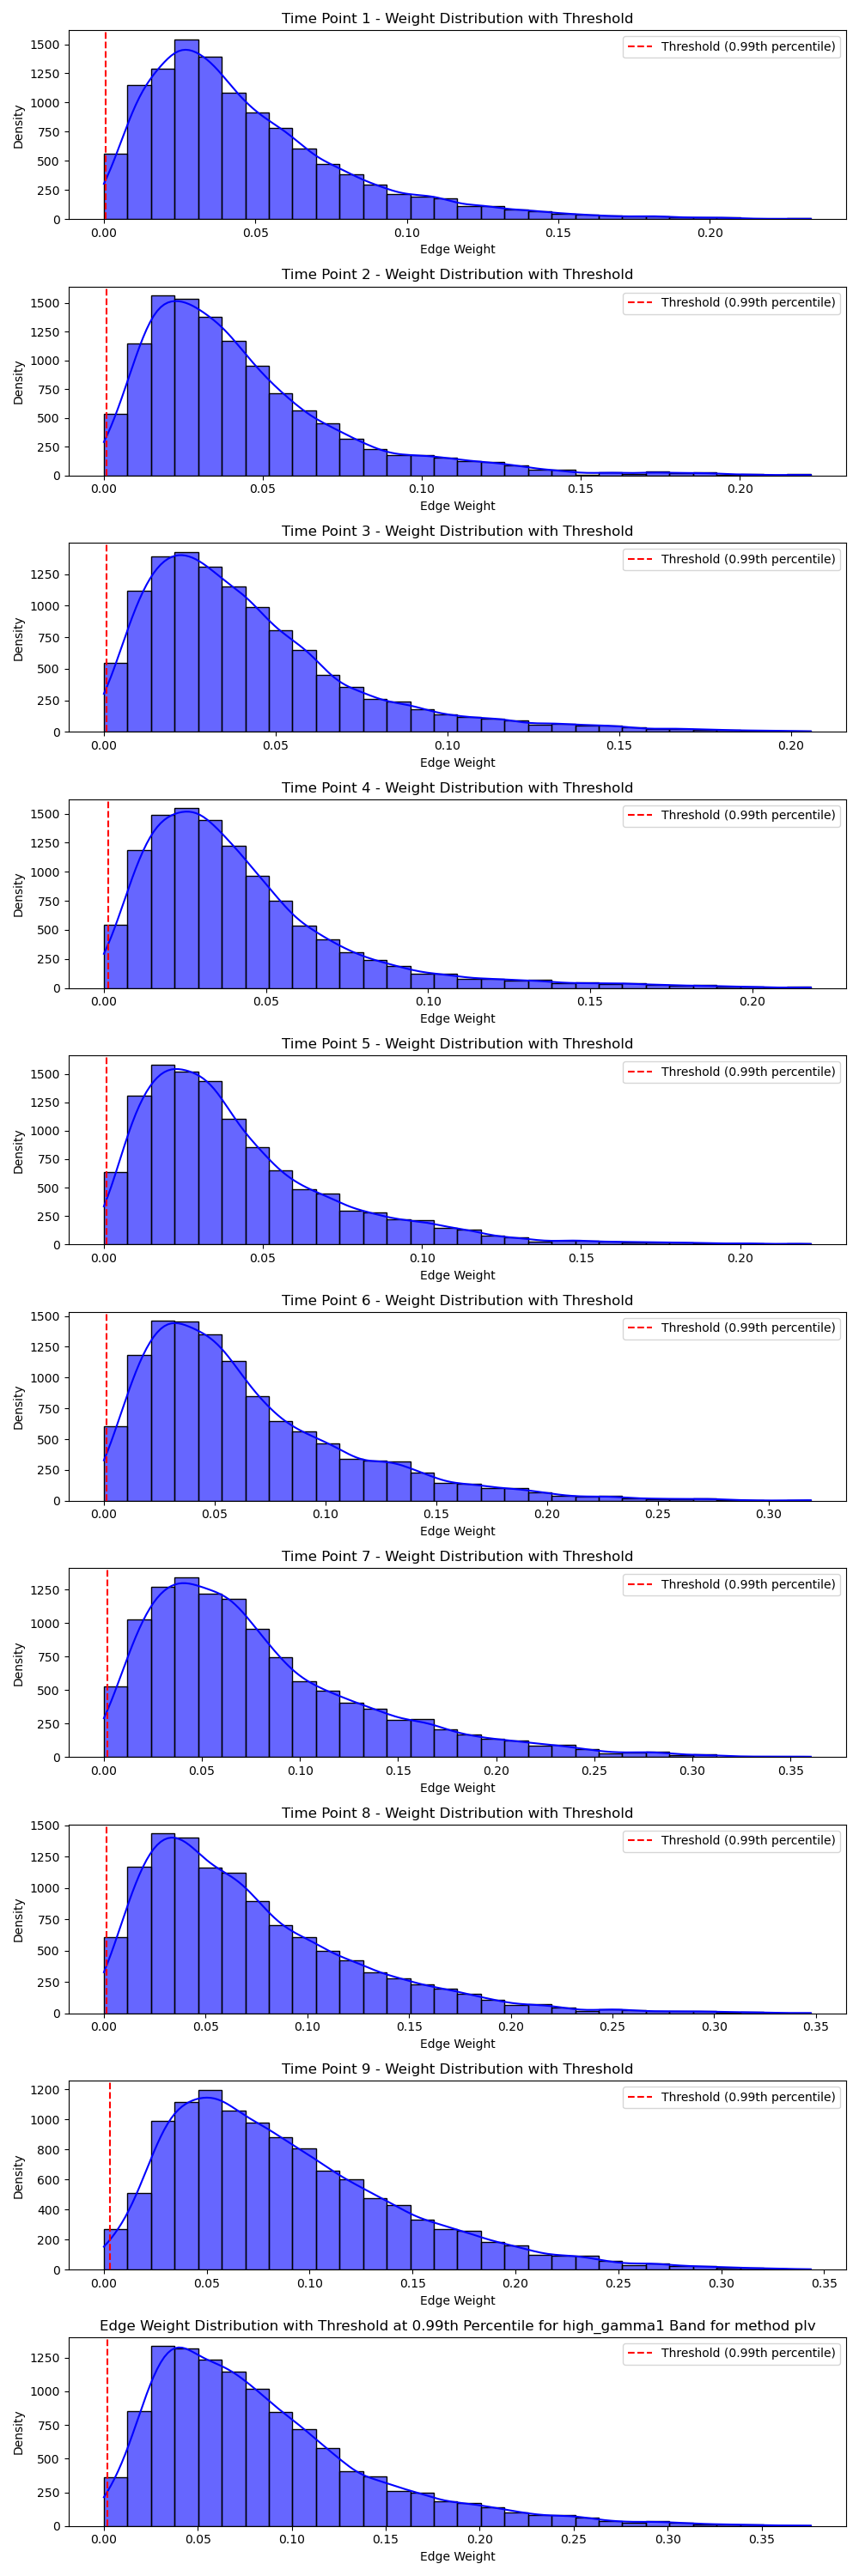 Time Point 1 - Weight Distribution with Threshold
Threshold (0.99th percentile)
Density
1500
1250
1000
750
500
250
0
0.00 0.05 0.10 0.15 0.20
Edge Weight
Time Point 2 - Weight Distribution with Threshold
Threshold (0.99th percentile)
Density
1500
1250
1000
750
500
250
0
0.00 0.05 0.10 0.15 0.20
Edge Weight
Time Point 3 - Weight Distribution with Threshold
Threshold (0.99th percentile)
Density
1250
1000
750
500
250
0
0.00 0.05 0.10 0.15 0.20
Edge Weight
Time Point 4 - Weight Distribution with Threshold
Threshold (0.99th percentile)
Density
1500
1250
1000
750
500
250
0
0.00 0.05 0.10 0.15 0.20
Edge Weight
Time Point 5 - Weight Distribution with Threshold
Threshold (0.99th percentile)
Density
1500
1250
1000
750
500
250
0
0.00 0.05 0.10 0.15 0.20
Edge Weight
Time Point 6 - Weight Distribution with Threshold
Threshold (0.99th percentile)
Density
1500
1250
1000
750
500
250
0
0.00 0.05 0.10 0.15 0.20 0.25 0.30
Edge Weight
Time Point 7 - Weight Distribution with Threshold
Threshold (0.99th percentile)
Density
1250
1000
750
500
250
0
0.00 0.05 0.10 0.15 0.20 0.25 0.30 0.35
Edge Weight
Time Point 8 - Weight Distribution with Threshold
Threshold (0.99th percentile)
Density
1500
1250
1000
750
500
250
0
0.00 0.05 0.10 0.15 0.20 0.25 0.30 0.35
Edge Weight
Time Point 9 - Weight Distribution with Threshold
Threshold (0.99th percentile)
Density
1200
1000
800
600
400
200
0
0.00 0.05 0.10 0.15 0.20 0.25 0.30 0.35
Edge Weight
Edge Weight Distribution with Threshold at 0.99th Percentile for high_gamma1 Band for method plv
Threshold (0.99th percentile)
Density
1250
1000
750
500
250
0
0.00 0.05 0.10 0.15 0.20 0.25 0.30 0.35
Edge Weight